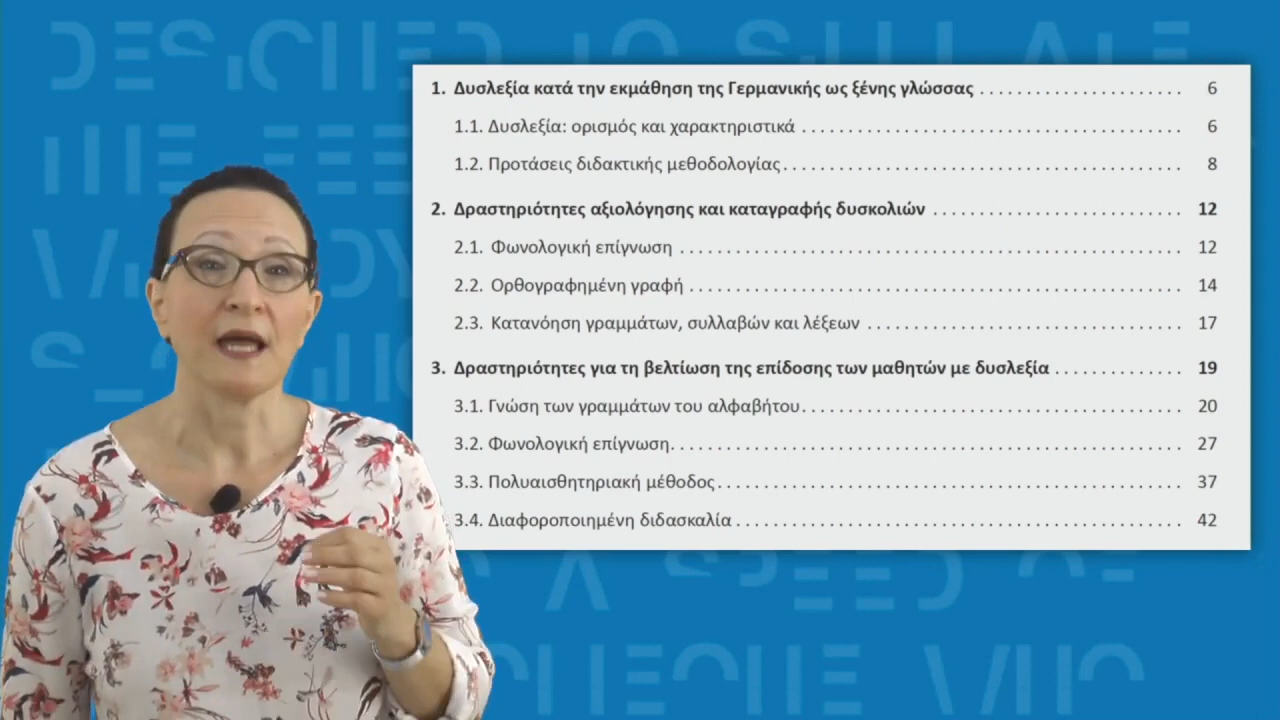 1. Δυσλεξία κατά την εκμάθηση της Γερμανικής ως ξένης γλώσσας 6
1.1. Δυσλεξία: ορισμός και χαρακτηριστικά 6
1.2. Προτάσεις διδακτικής μεθοδολογίας 8
2. Δραστηριότητες αξιολόγησης και καταγραφής δυσκολιών 12
2.1. Φωνολογική επίγνωση 12
2.2. Ορθογραφημένη γραφή 14
2.3. Κατανόηση γραμμάτων, συλλαβών και λέξεων 17
3. Δραστηριότητες για τη βελτίωση της επίδοσης των μαθητών με δυσλεξία 19
3.1. Γνώση των γραμμάτων του αλφαβήτου 20
3.2. Φωνολογική επίγνωση 27
3.3. Πολυαισθητηριακή μέθοδος 37
3.4. Διαφοροποιημένη διδασκαλία 42